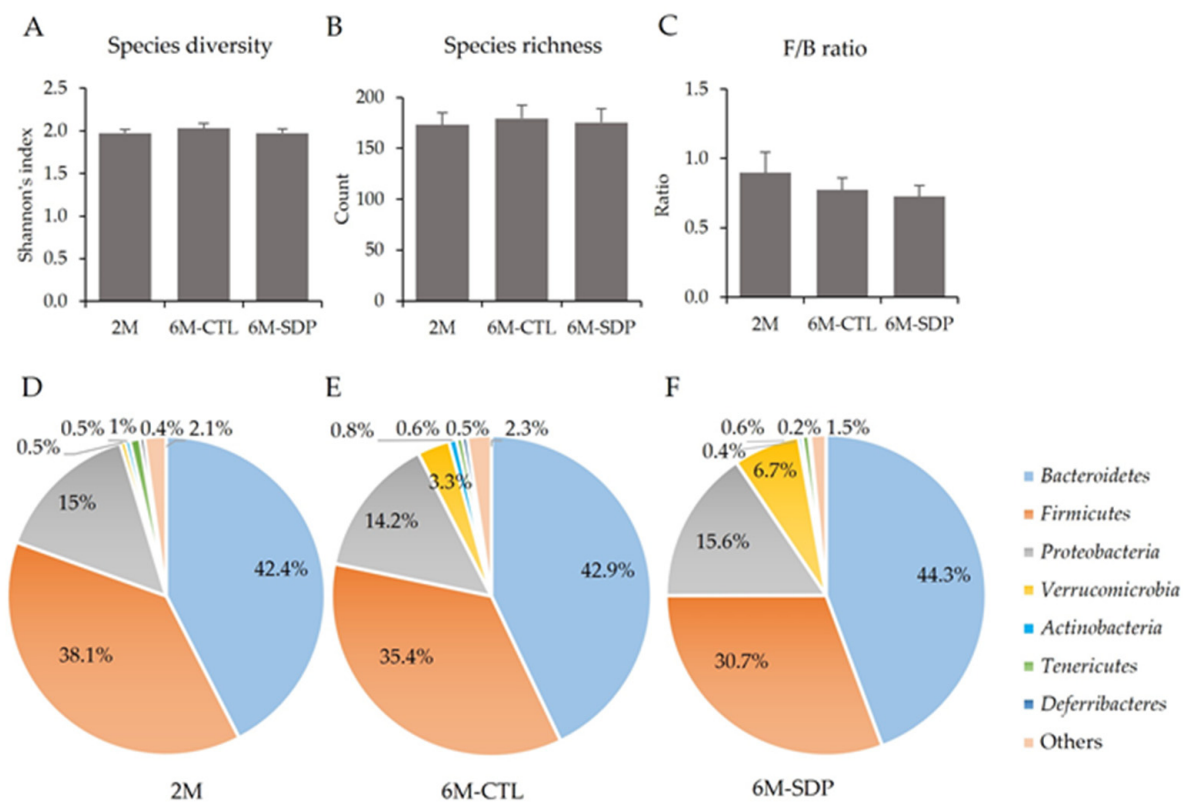 A
Species diversity
2.5
2.0
1.5
1.0
0.5
0.0
Shannon's index
2M
6M-CTL
6M-SDP
B
Species richness
200
150
100
50
0
Count
2M
6M-CTL
6M-SDP
C
F/B ratio
1.5
1.0
0.5
0.0
Ratio
2M
6M-CTL
6M-SDP
D
0.5%
0.5%
1%
0.4%
2.1%
15%
42.4%
38.1%
2M
E
0.8%
0.6%
0.5%
2.3%
3.3%
14.2%
42.9%
35.4%
6M-CTL
F
0.6%
0.4%
0.2%
1.5%
6.7%
15.6%
44.3%
30.7%
6M-SDP
Bacteroidetes
Firmicutes
Proteobacteria
Verrucomicrobia
Actinobacteria
Tenericutes
Deferribacteres
Others